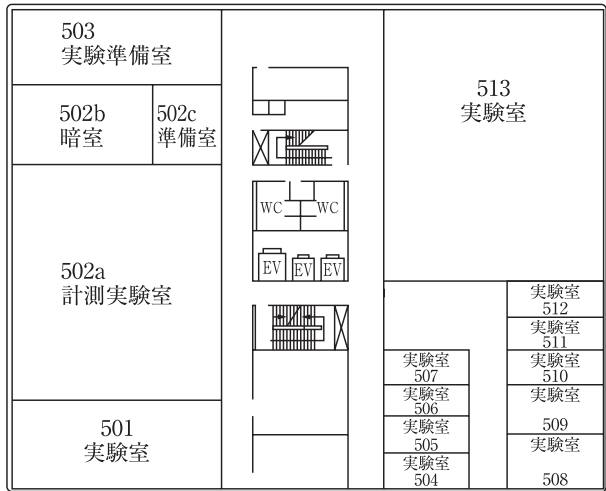 503
実験準備室
502b
暗室
502c
準備室
502a
計測実験室
501
実験室
WC
WC
EV
EV
EV
513
実験室
実験室
512
実験室
511
実験室
510
実験室
509
実験室
508
実験室
507
実験室
506
実験室
505
実験室
504